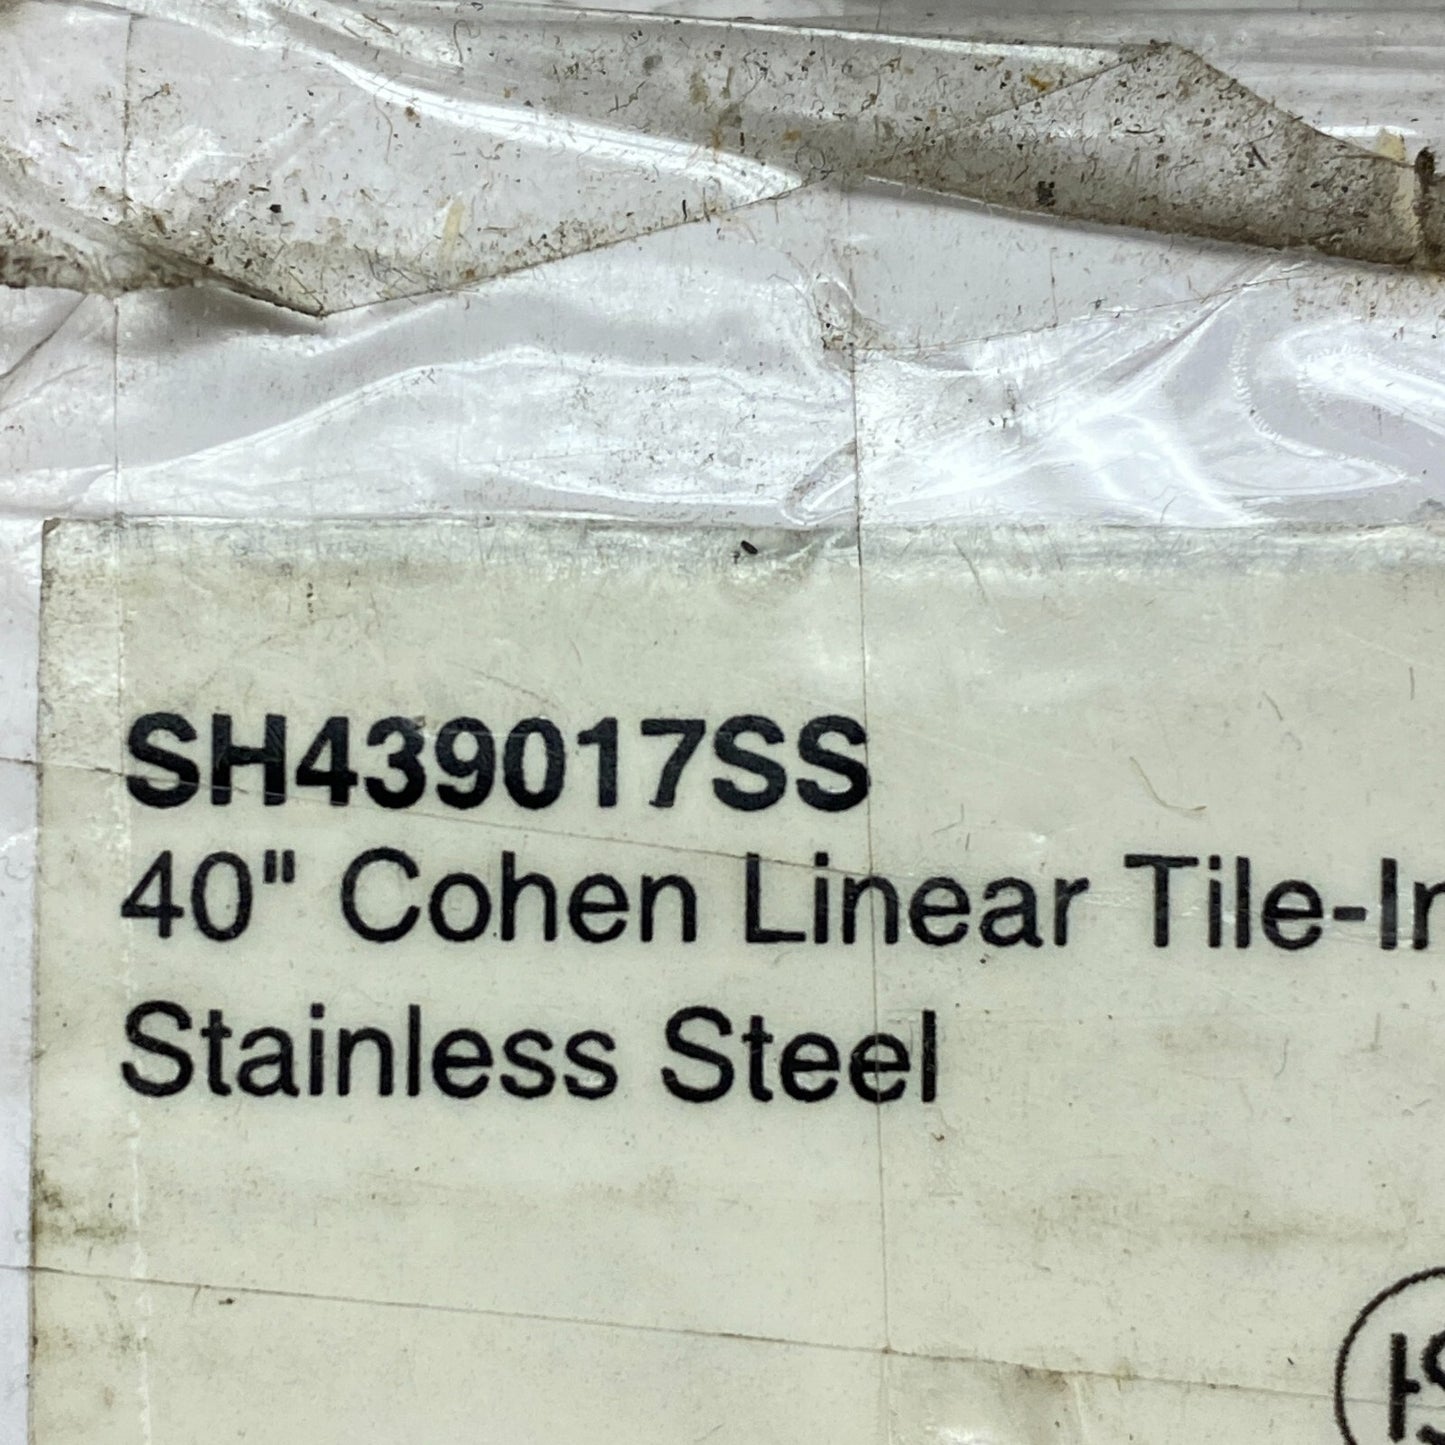 SH439017SS
40" Cohen Linear Tile-In
Stainless Steel